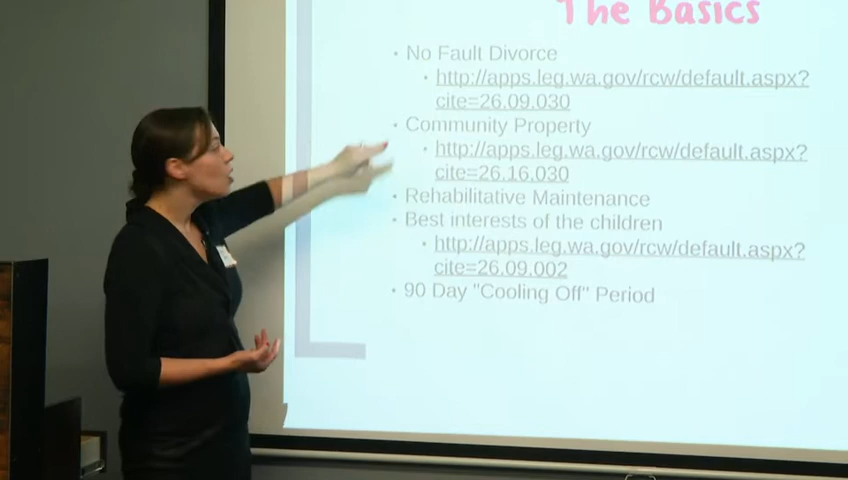 The Basics
• No Fault Divorce
• http://apps.leg.wa.gov/rcw/default.aspx?
cite=26.09.030
• Community Property
• http://apps.leg.wa.gov/rcw/default.aspx?
cite=26.16.030
• Rehabilitative Maintenance
• Best interests of the children
• http://apps.leg.wa.gov/rcw/default.aspx?
cite=26.09.002
• 90 Day "Cooling Off" Period